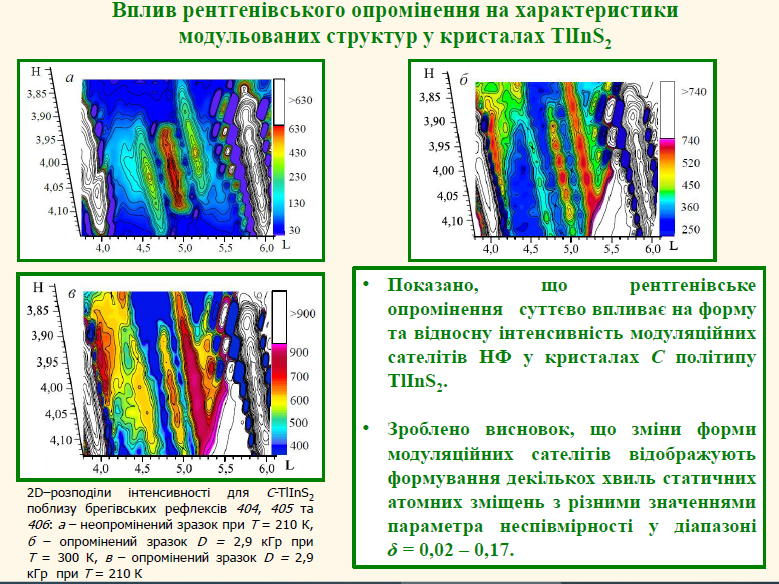 Вплив рентгенівського опромінення на характеристики
модульованих структур у кристалах TlInS2
H
а
3,85
3,90
3,95
4,00
4,05
4,10
4,0 4,5 5,0 5,5 6,0 L
>630
630
430
230
130
30
H
б
3,85
3,90
3,95
4,00
4,05
4,10
4,0 4,5 5,0 5,5 6,0 L
>740
740
520
450
360
250
H
в
3,85
3,90
3,95
4,00
4,05
4,10
4,0 4,5 5,0 5,5 6,0 L
>900
900
700
600
500
400
2D–розподіли інтенсивності для C-TlInS2
поблизу брегівських рефлексів 404, 405 та
406: а – неопромінений зразок при T = 210 K,
б – опромінений зразок D = 2,9 кГр при
T = 300 K, в – опромінений зразок D = 2,9
кГр при T = 210 K
• Показано, що рентгенівське
опромінення суттєво впливає на форму
та відносну інтенсивність модуляційних
сателітів НФ у кристалах C політипу
TlInS2.
• Зроблено висновок, що зміни форми
модуляційних сателітів відображують
формування декількох хвиль статичних
атомних зміщень з різними значеннями
параметра неспівмірності у діапазоні
δ = 0,02 – 0,17.